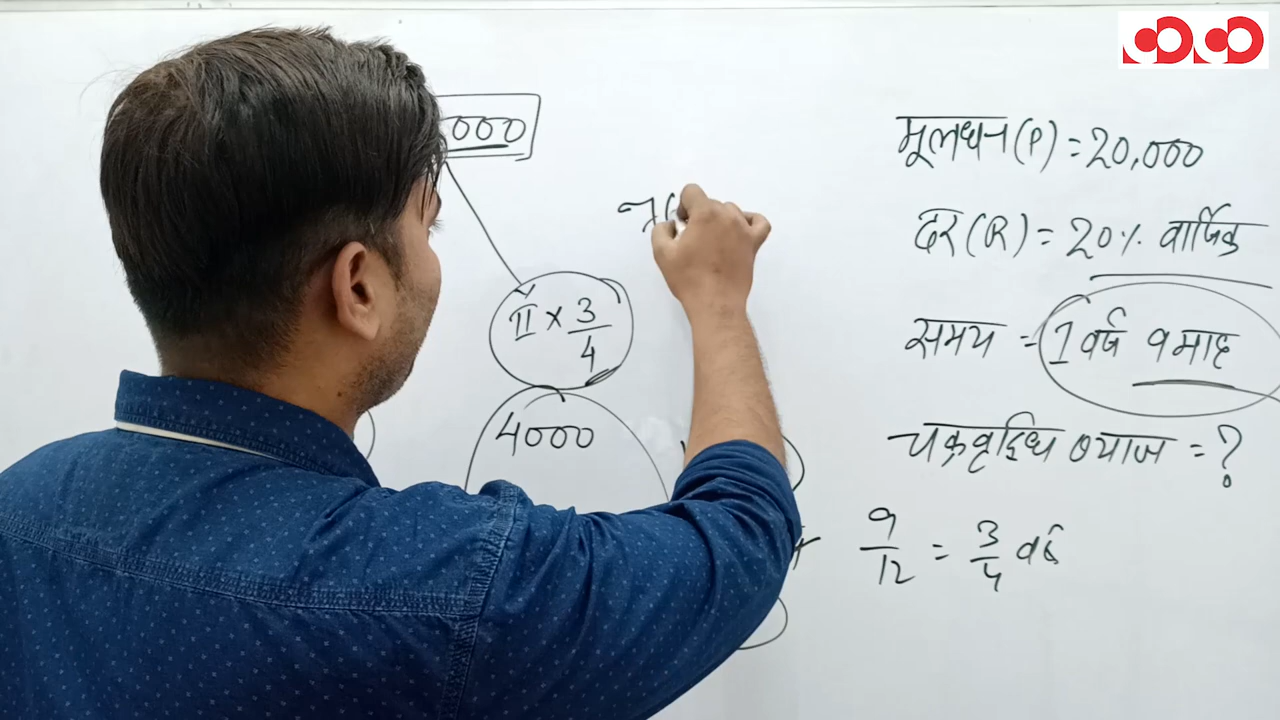 000
मूलधन(P) = 20,000
दर(R) = 20% वार्षिक
II × 3/4
समय = 1 वर्ष 9 माह
4000
चक्रवृद्धि ब्याज = ?
9/12 = 3/4 वर्ष